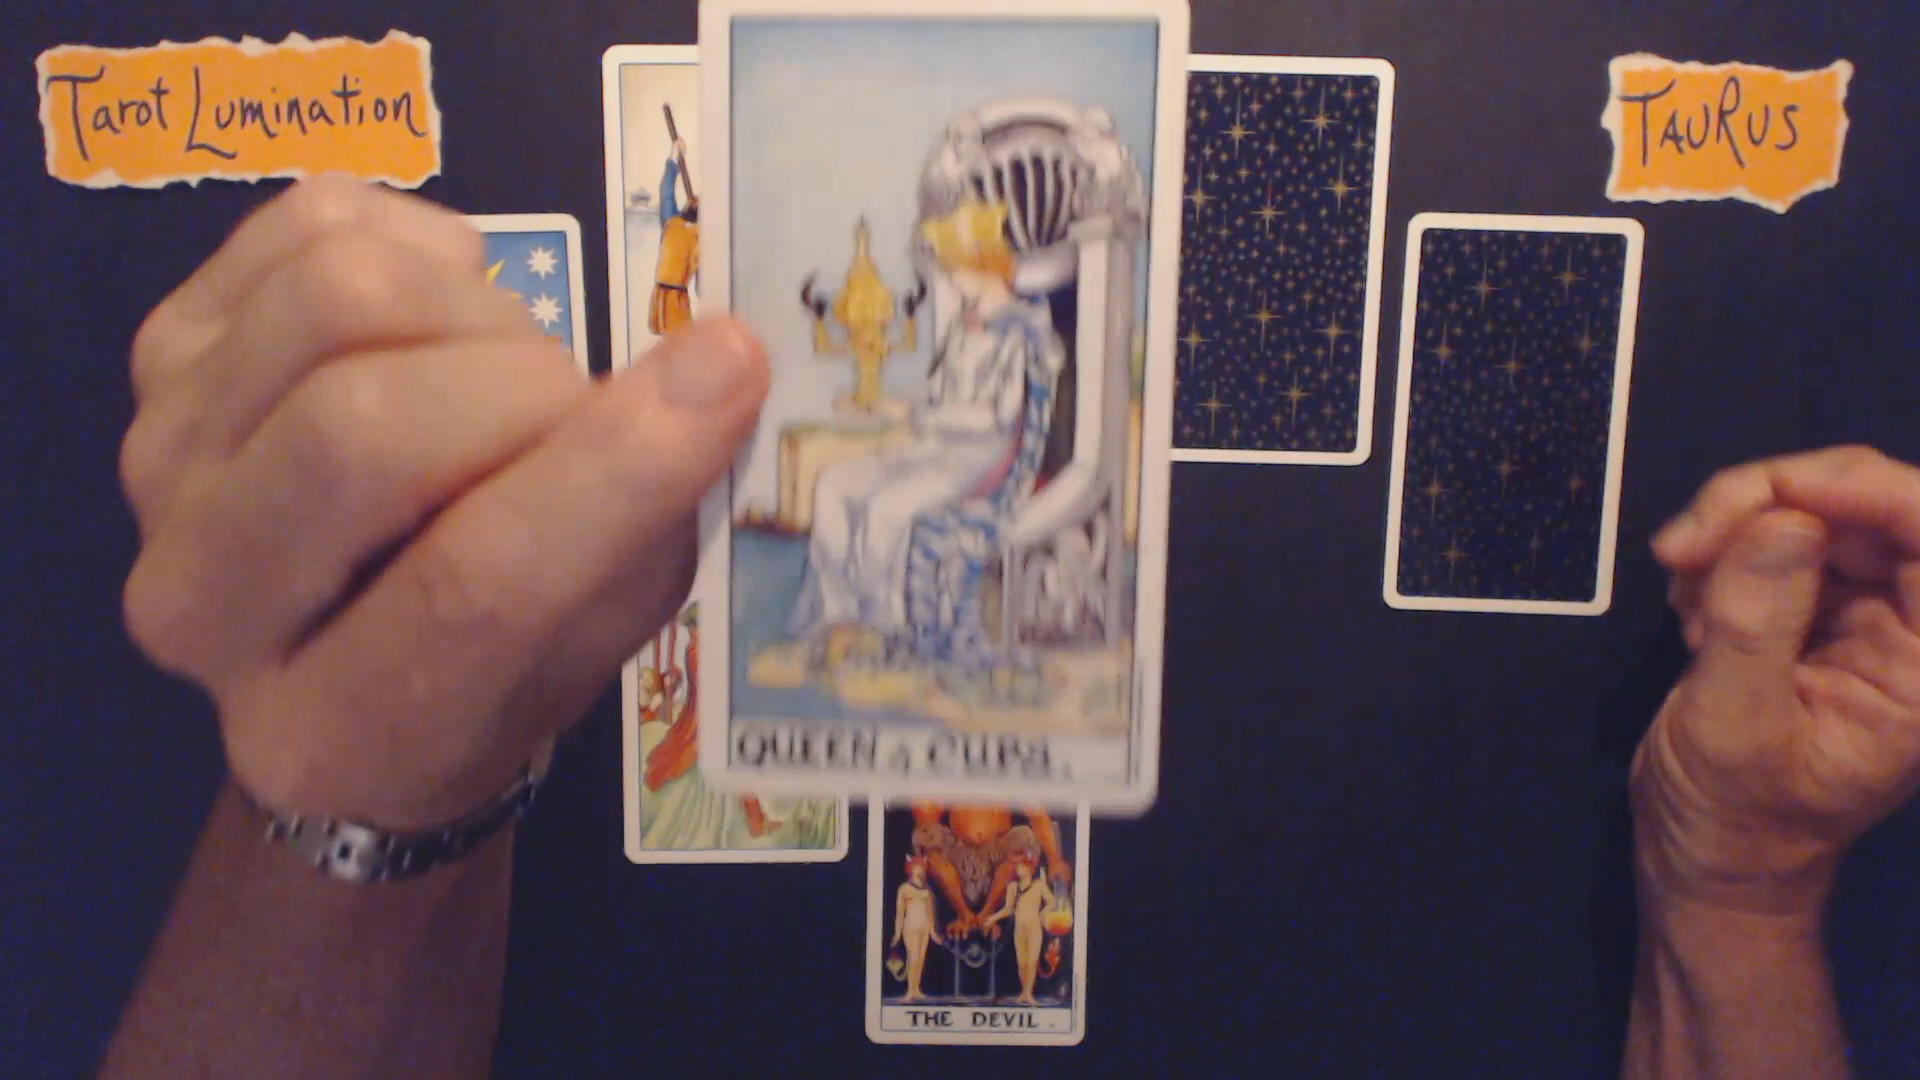 Tarot Lumination
TAURUS
QUEEN of CUPS.
THE DEVIL.